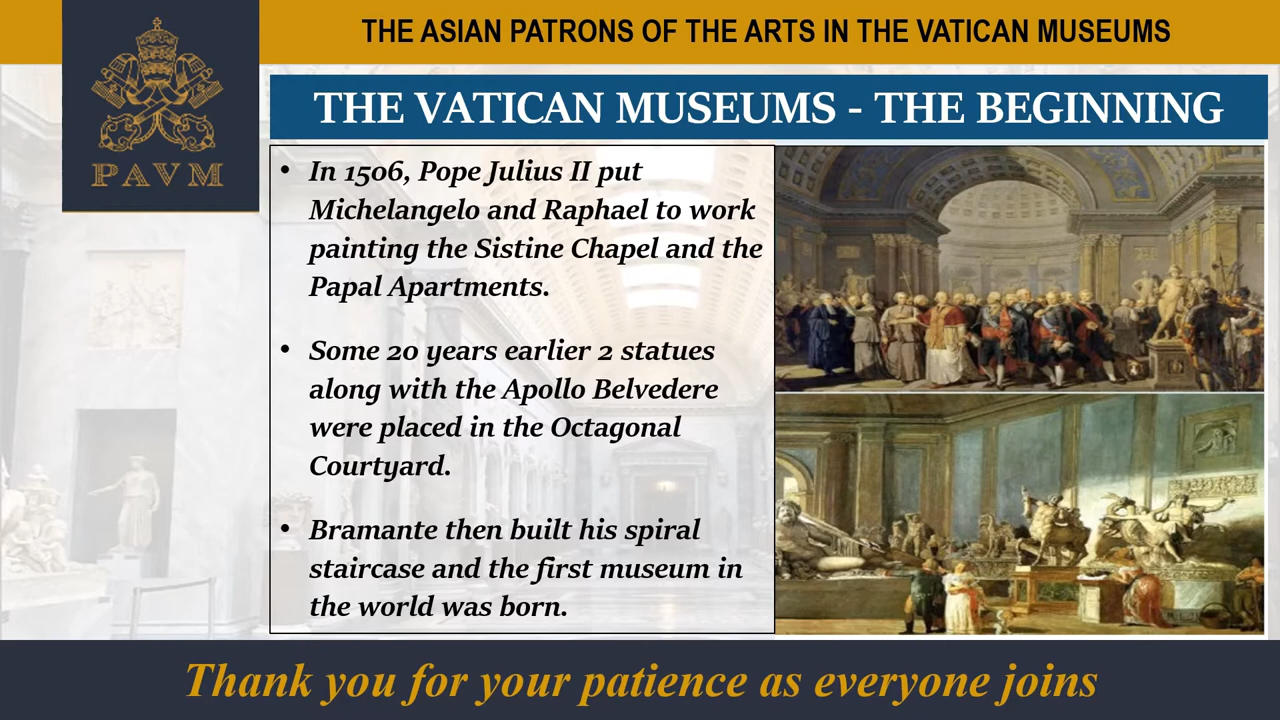 THE ASIAN PATRONS OF THE ARTS IN THE VATICAN MUSEUMS
PAVM
THE VATICAN MUSEUMS - THE BEGINNING
• In 1506, Pope Julius II put
Michelangelo and Raphael to work
painting the Sistine Chapel and the
Papal Apartments.
• Some 20 years earlier 2 statues
along with the Apollo Belvedere
were placed in the Octagonal
Courtyard.
• Bramante then built his spiral
staircase and the first museum in
the world was born.
Thank you for your patience as everyone joins